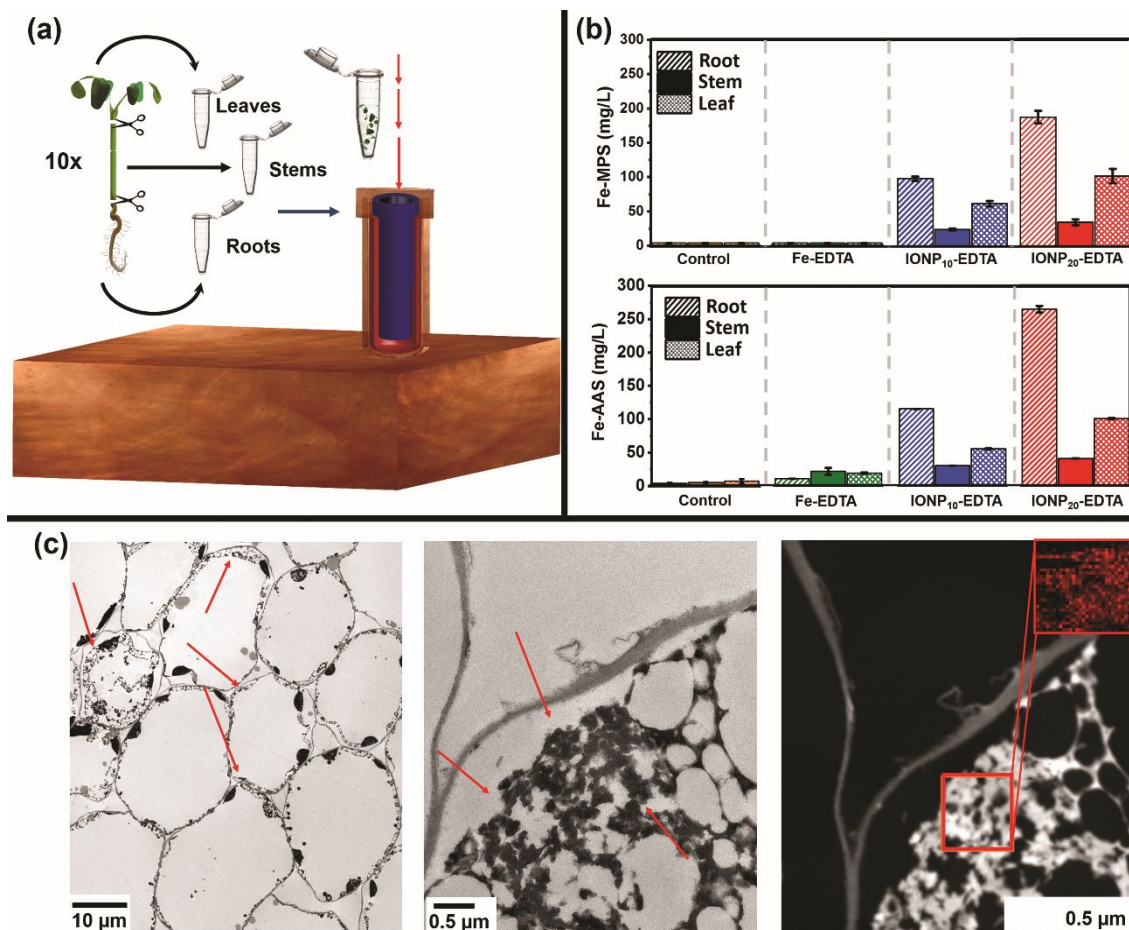 (a)
10x
Leaves
Stems
Roots
(b)
Fe-MPS (mg/L)
300
250
200
150
100
50
0
Root
Stem
Leaf
Control
Fe-EDTA
IONP₁₀-EDTA
IONP₂₀-EDTA
Fe-AAS (mg/L)
300
250
200
150
100
50
0
Root
Stem
Leaf
Control
Fe-EDTA
IONP₁₀-EDTA
IONP₂₀-EDTA
(c)
10 µm
0.5 µm
0.5 µm